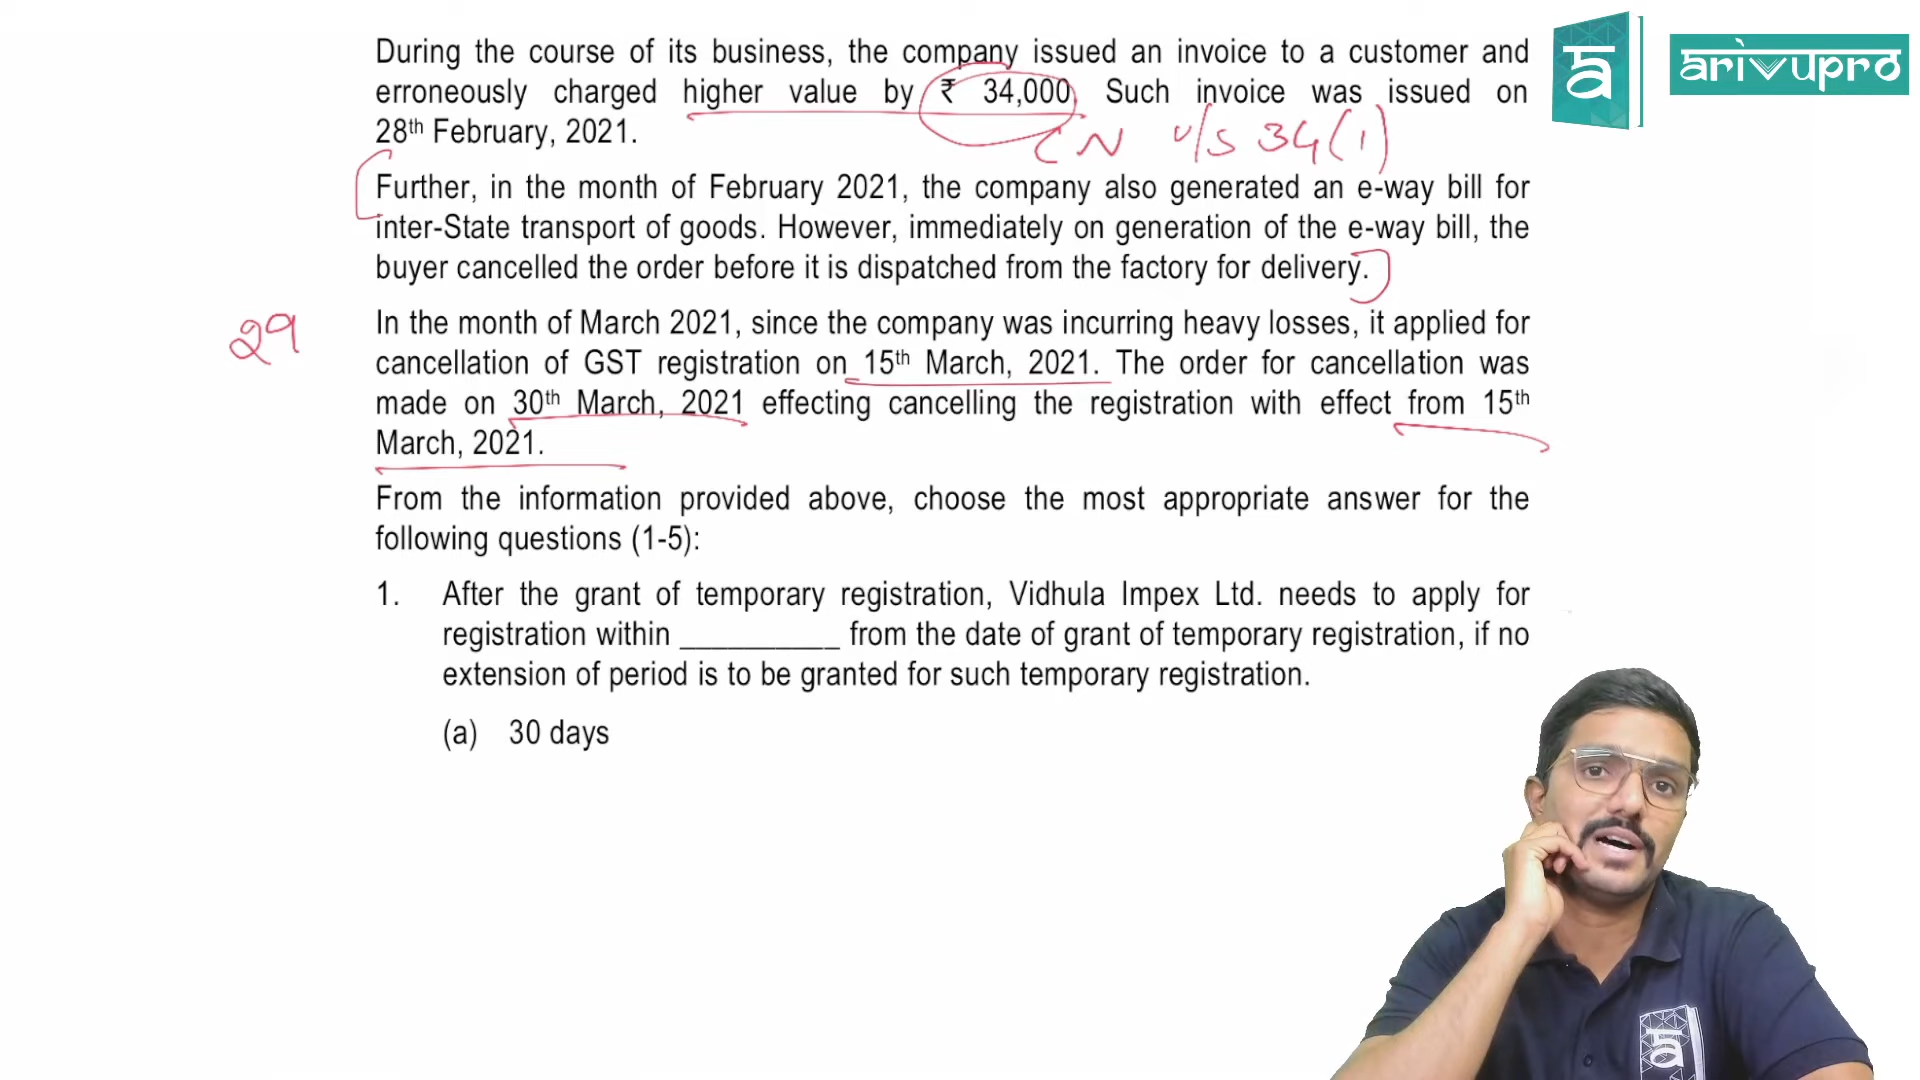 During the course of its business, the company issued an invoice to a customer and
erroneously charged higher value by ₹ 34,000. Such invoice was issued on
28th February, 2021.
CN u/s 34(1)
Further, in the month of February 2021, the company also generated an e-way bill for
inter-State transport of goods. However, immediately on generation of the e-way bill, the
buyer cancelled the order before it is dispatched from the factory for delivery.
29
In the month of March 2021, since the company was incurring heavy losses, it applied for
cancellation of GST registration on 15th March, 2021. The order for cancellation was
made on 30th March, 2021 effecting cancelling the registration with effect from 15th
March, 2021.
From the information provided above, choose the most appropriate answer for the
following questions (1-5):
1. After the grant of temporary registration, Vidhula Impex Ltd. needs to apply for
registration within __________ from the date of grant of temporary registration, if no
extension of period is to be granted for such temporary registration.
(a) 30 days
arivupro